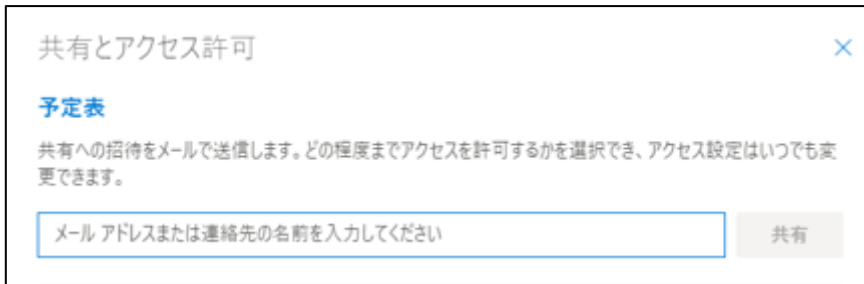 共有とアクセス許可
予定表
共有への招待をメールで送信します。どの程度までアクセスを許可するかを選択でき、アクセス設定はいつでも変
更できます。
メール アドレスまたは連絡先の名前を入力してください
共有